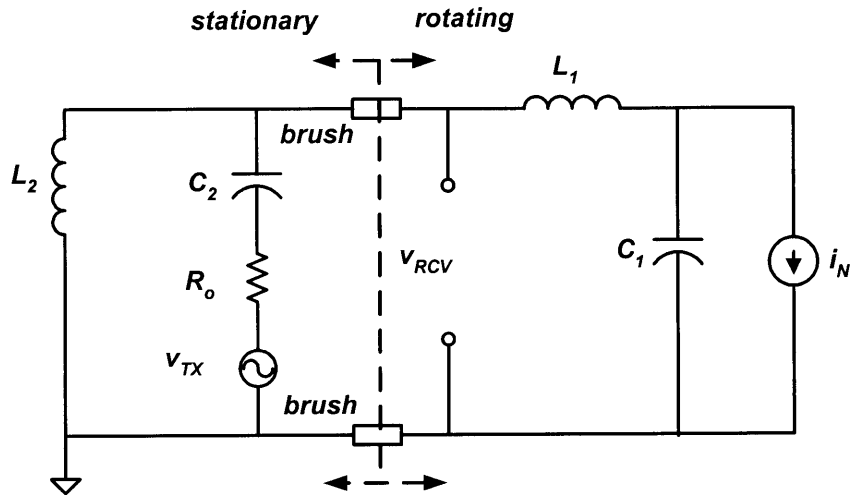 stationary
rotating
L1
brush
L2
C2
Ro
vRCV
C1
iN
vTX
brush